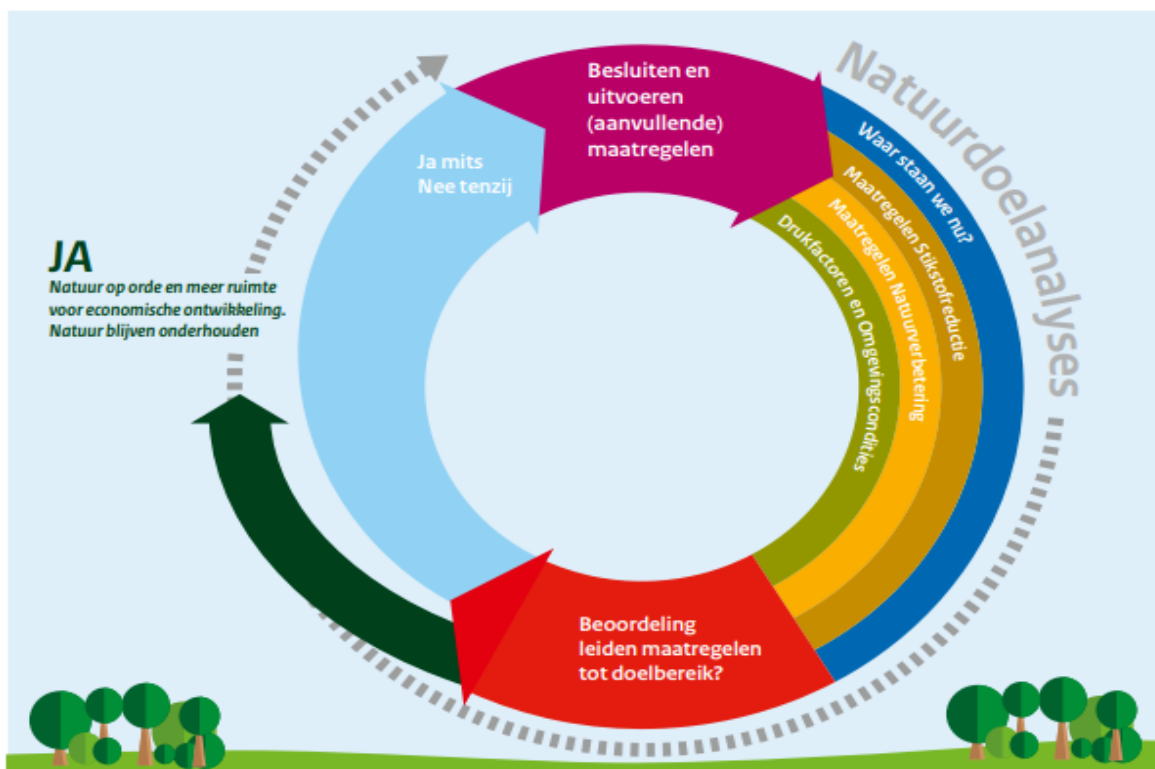 Besluiten en
uitvoeren
(aanvullende)
maatregelen
Natuurdoelanalyses
Waar staan we nu?
Maatregelen Stikstofreductie
Maatregelen Natuurverbetering
Drukfactoren en Omgevingscondities
Ja mits
Nee tenzij
JA
Natuur op orde en meer ruimte
voor economische ontwikkeling.
Natuur blijven onderhouden
Beoordeling
leiden maatregelen
tot doelbereik?